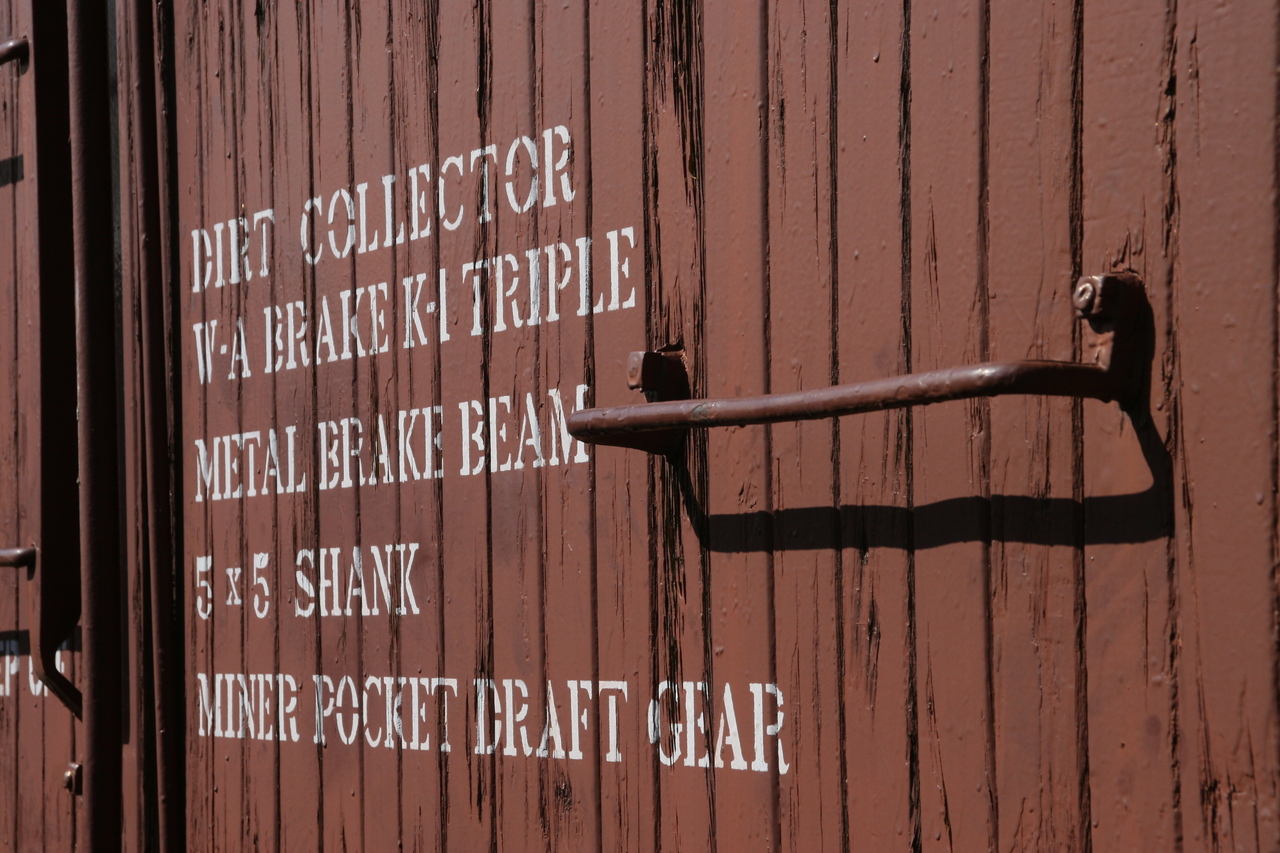 DIRT COLLECTOR
W-A BRAKE K-1 TRIPLE
METAL BRAKE BEAM
5 x 5 SHANK
MINER POCKET DRAFT GEAR